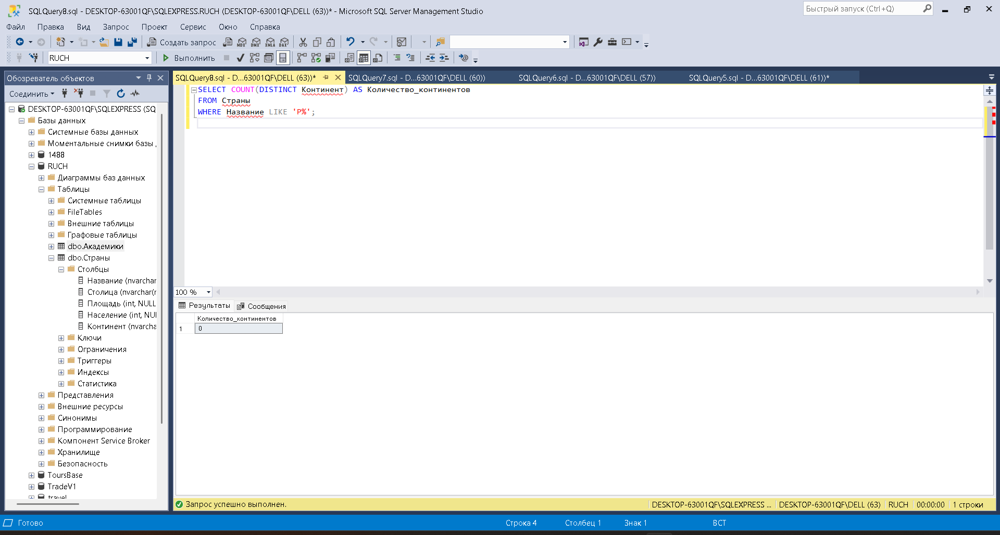 SQLQuery8.sql - DESKTOP-63001QF\SQLEXPRESS.RUCH (DESKTOP-63001QF\DELL (63))* - Microsoft SQL Server Management Studio
Быстрый запуск (Ctrl+Q)
Файл Правка Вид Запрос Проект Сервис Окно Справка
Создать запрос MDX DMX XMLA DAX
RUCH Выполнить
Обозреватель объектов
SQLQuery8.sql - D...63001QF\DELL (63))* SQLQuery7.sql - D...63001QF\DELL (60)) SQLQuery6.sql - D...63001QF\DELL (57)) SQLQuery5.sql - D...63001QF\DELL (61))*
Соединить
DESKTOP-63001QF\SQLEXPRESS (SQ
Базы данных
Системные базы данных
Моментальные снимки базы
1488
RUCH
Диаграммы баз данных
Таблицы
Системные таблицы
FileTables
Внешние таблицы
Графовые таблицы
dbo.Академики
dbo.Страны
Столбцы
Название (nvarchar
Столица (nvarchar(
Площадь (int, NULL
Население (int, NU
Континент (nvarcha
Ключи
Ограничения
Триггеры
Индексы
Статистика
Представления
Внешние ресурсы
Синонимы
Программирование
Компонент Service Broker
Хранилище
Безопасность
ToursBase
TradeV1
travel
SELECT COUNT(DISTINCT Континент) AS Количество_континентов
FROM Страны
WHERE Название LIKE 'P%';
100 %
Результаты Сообщения
Количество_континентов
1 0
Запрос успешно выполнен. DESKTOP-63001QF\SQLEXPRESS ... DESKTOP-63001QF\DELL (63) RUCH 00:00:00 1 строки
Готово Строка 4 Столбец 1 Знак 1 ВСТ